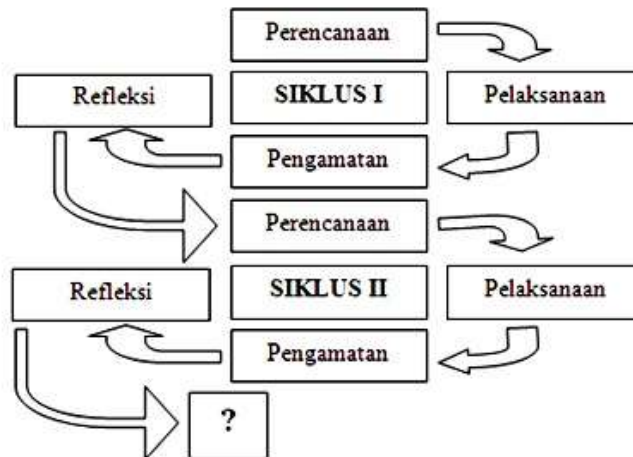 Perencanaan
Refleksi
SIKLUS I
Pelaksanaan
Pengamatan
Perencanaan
Refleksi
SIKLUS II
Pelaksanaan
Pengamatan
?